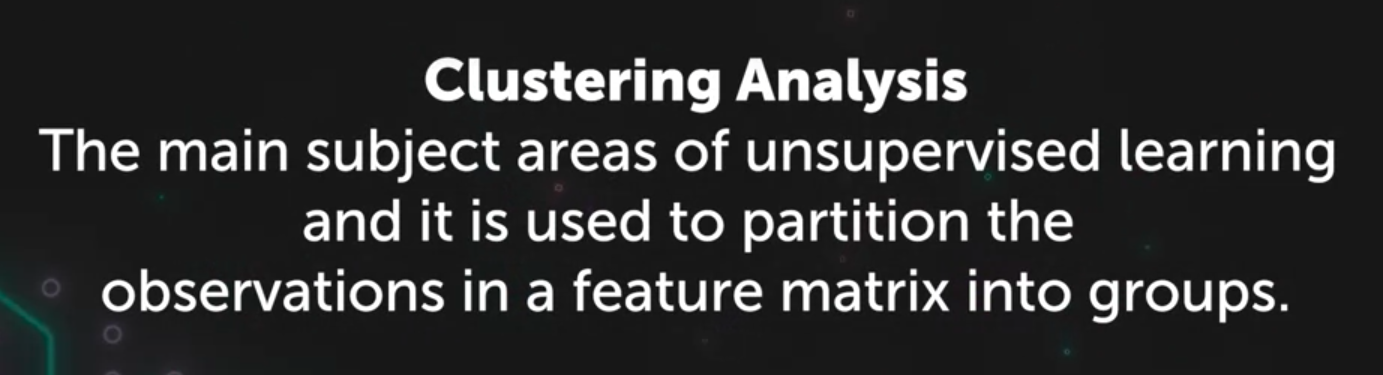 Clustering Analysis
The main subject areas of unsupervised learning
and it is used to partition the
observations in a feature matrix into groups.